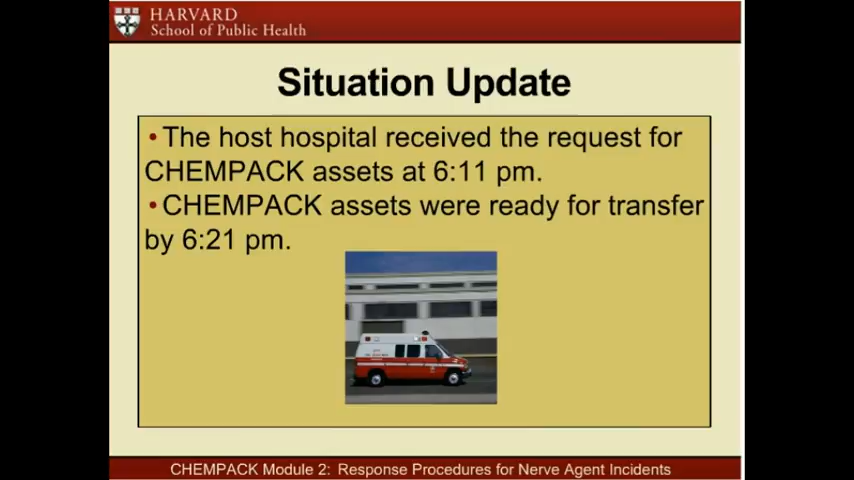 HARVARD
School of Public Health
Situation Update
•The host hospital received the request for
CHEMPACK assets at 6:11 pm.
•CHEMPACK assets were ready for transfer
by 6:21 pm.
CHEMPACK Module 2: Response Procedures for Nerve Agent Incidents